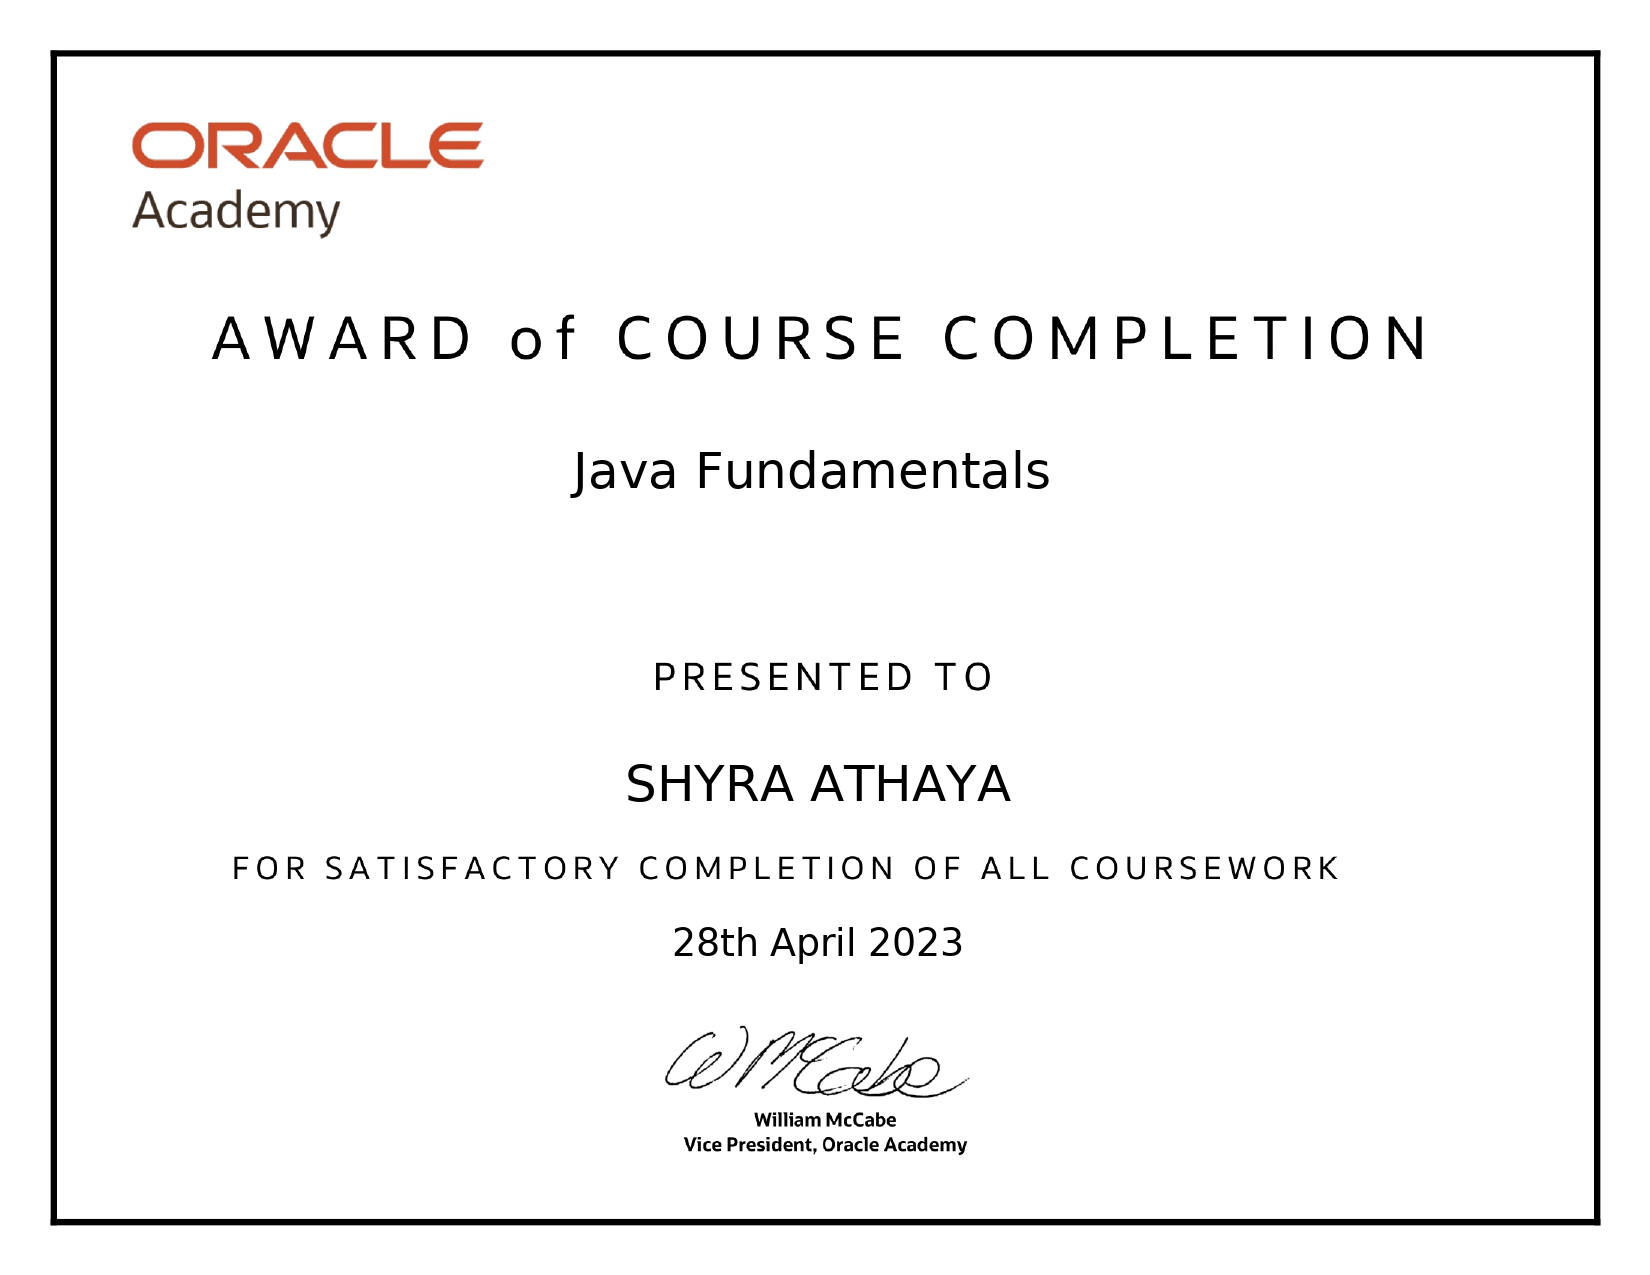 ORACLE
Academy
AWARD of COURSE COMPLETION
Java Fundamentals
PRESENTED TO
SHYRA ATHAYA
FOR SATISFACTORY COMPLETION OF ALL COURSEWORK
28th April 2023
WMcCabe
William McCabe
Vice President, Oracle Academy